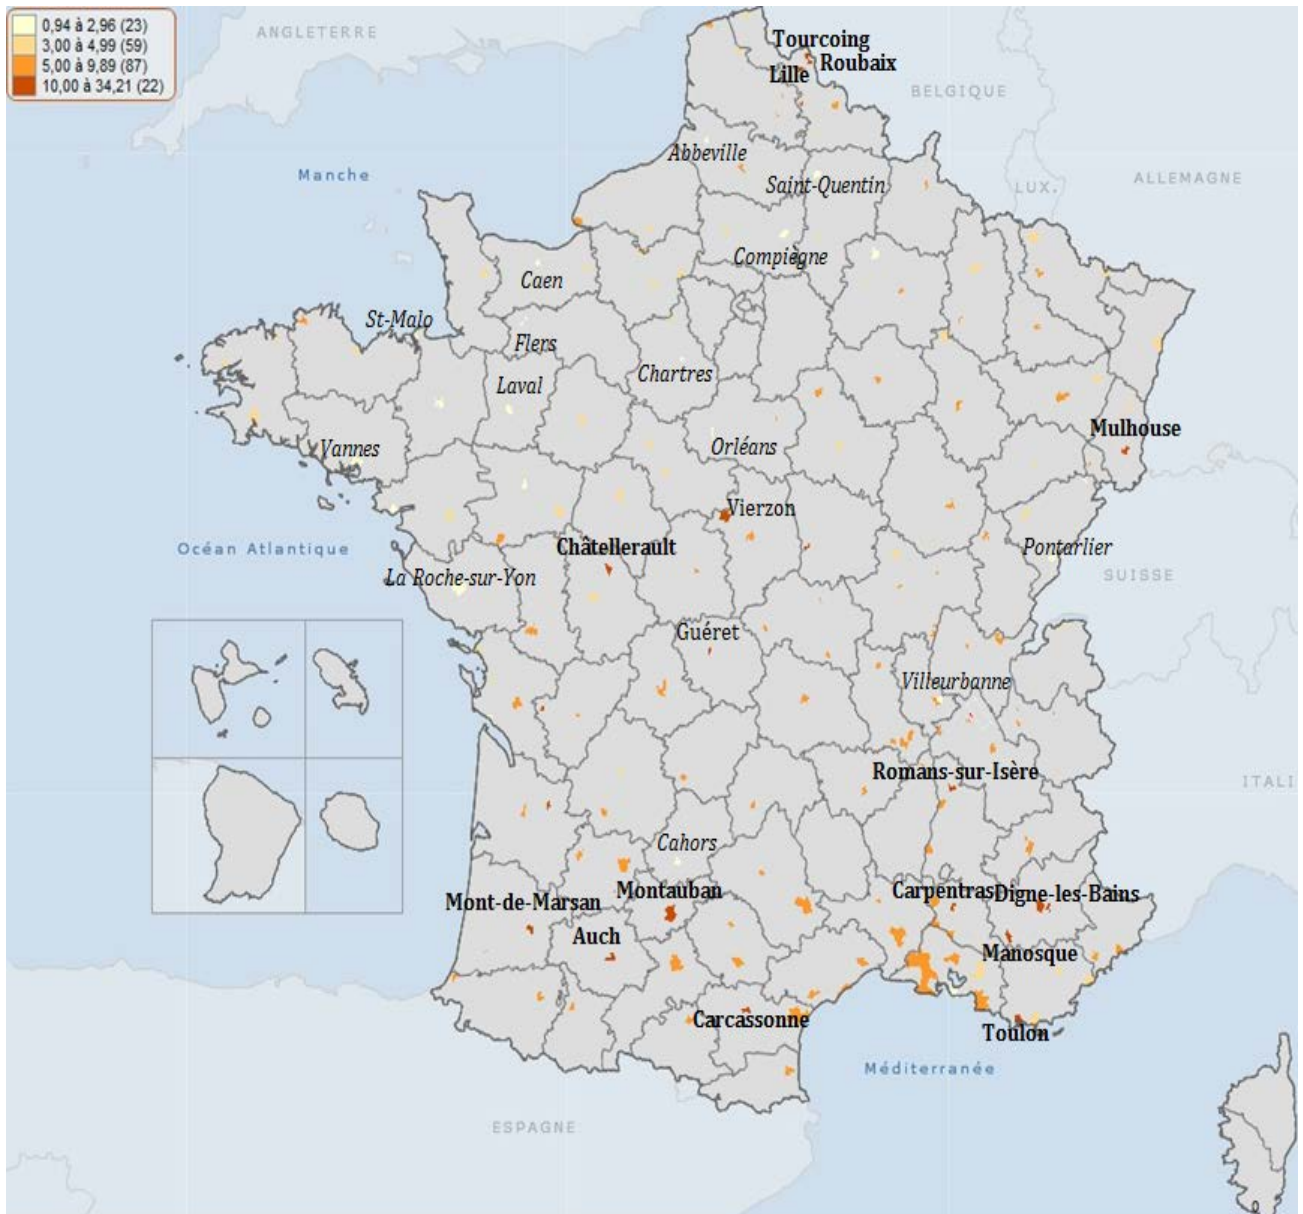 0,94 à 2,96 (23)
3,00 à 4,99 (59)
5,00 à 9,89 (87)
10,00 à 34,21 (22)
ANGLETERRE
Tourcoing
Roubaix
Lille
BELGIQUE
Abbeville
Manche
Saint-Quentin
LUX.
ALLEMAGNE
Compiègne
Caen
St-Malo
Flers
Chartres
Laval
Mulhouse
Vannes
Orléans
Vierzon
Océan Atlantique
Châtellerault
Pontarlier
La Roche-sur-Yon
SUISSE
Guéret
Villeurbanne
Romans-sur-Isère
ITALI
Cahors
Montauban
Carpentras
Digne-les-Bains
Mont-de-Marsan
Auch
Manosque
Carcassonne
Toulon
Méditerranée
ESPAGNE